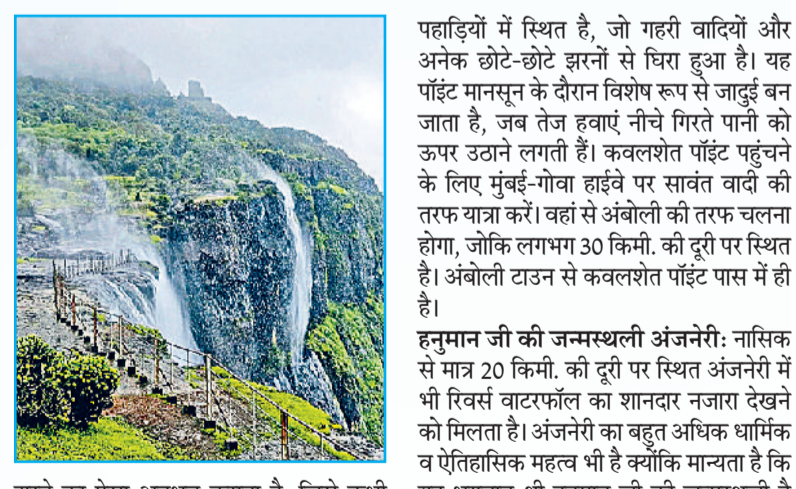 पहाड़ियों में स्थित है, जो गहरी वादियों और
अनेक छोटे-छोटे झरनों से घिरा हुआ है। यह
पॉइंट मानसून के दौरान विशेष रूप से जादुई बन
जाता है, जब तेज हवाएं नीचे गिरते पानी को
ऊपर उठाने लगती हैं। कवलशेत पॉइंट पहुंचने
के लिए मुंबई-गोवा हाईवे पर सावंत वादी की
तरफ यात्रा करें। वहां से अंबोली की तरफ चलना
होगा, जोकि लगभग 30 किमी. की दूरी पर स्थित
है। अंबोली टाउन से कवलशेत पॉइंट पास में ही
है।
हनुमान जी की जन्मस्थली अंजनेरी: नासिक
से मात्र 20 किमी. की दूरी पर स्थित अंजनेरी में
भी रिवर्स वाटरफॉल का शानदार नजारा देखने
को मिलता है। अंजनेरी का बहुत अधिक धार्मिक
व ऐतिहासिक महत्व भी है क्योंकि मान्यता है कि